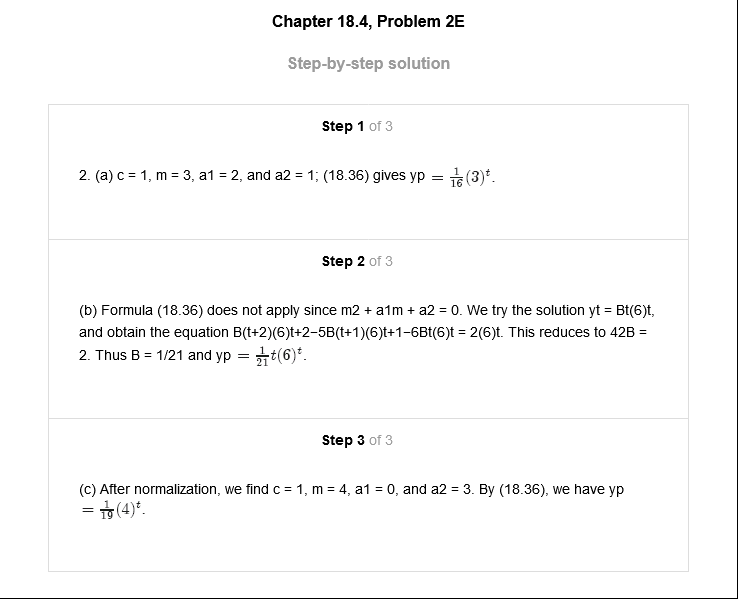 Chapter 18.4, Problem 2E
Step-by-step solution
Step 1 of 3
2. (a) c = 1, m = 3, a1 = 2, and a2 = 1; (18.36) gives yp = 1/16 (3)^t.
Step 2 of 3
(b) Formula (18.36) does not apply since m2 + a1m + a2 = 0. We try the solution yt = Bt(6)t,
and obtain the equation B(t+2)(6)t+2−5B(t+1)(6)t+1−6Bt(6)t = 2(6)t. This reduces to 42B =
2. Thus B = 1/21 and yp = 1/21 t(6)^t.
Step 3 of 3
(c) After normalization, we find c = 1, m = 4, a1 = 0, and a2 = 3. By (18.36), we have yp
= 1/19 (4)^t.